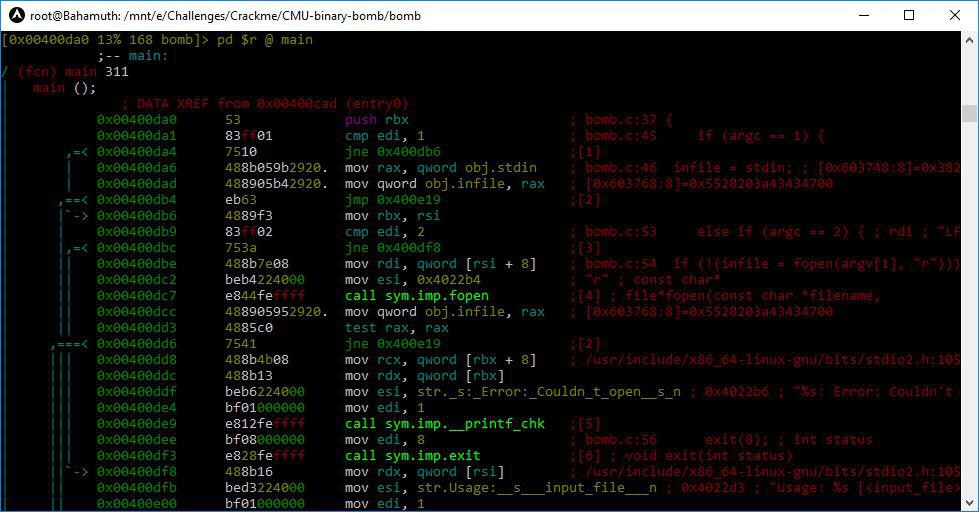 root@Bahamuth: /mnt/e/Challenges/Crackme/CMU-binary-bomb/bomb
[0x00400da0 13% 168 bomb]> pd $r @ main
;-- main:
/ (fcn) main 311
| main ();
; DATA XREF from 0x00400cad (entry0)
| 0x00400da0 53 push rbx ; bomb.c:37 {
| 0x00400da1 83ff01 cmp edi, 1 ; bomb.c:45 if (argc == 1) {
| ,=< 0x00400da4 7510 jne 0x400db6 ;[1]
| | 0x00400da6 488b059b2920. mov rax, qword obj.stdin ; bomb.c:46 infile = stdin; ; [0x603748:8]=0x382
| | 0x00400dad 488905b42920. mov qword obj.infile, rax ; [0x603768:8]=0x5528203a43434700
| ,==< 0x00400db4 eb63 jmp 0x400e19 ;[2]
| |`-> 0x00400db6 4889f3 mov rbx, rsi
| | 0x00400db9 83ff02 cmp edi, 2 ; bomb.c:53 else if (argc == 2) { ; rdi ; "LF
| |,=< 0x00400dbc 753a jne 0x400df8 ;[3]
| || 0x00400dbe 488b7e08 mov rdi, qword [rsi + 8] ; bomb.c:54 if (!(infile = fopen(argv[1], "r")))
| || 0x00400dc2 beb4224000 mov esi, 0x4022b4 ; "r" ; const char*
| || 0x00400dc7 e844feffff call sym.imp.fopen ;[4] ; file*fopen(const char *filename,
| || 0x00400dcc 488905952920. mov qword obj.infile, rax ; [0x603768:8]=0x5528203a43434700
| || 0x00400dd3 4885c0 test rax, rax
| ,===< 0x00400dd6 7541 jne 0x400e19 ;[2]
| ||| 0x00400dd8 488b4b08 mov rcx, qword [rbx + 8] ; /usr/include/x86_64-linux-gnu/bits/stdio2.h:105
| ||| 0x00400ddc 488b13 mov rdx, qword [rbx]
| ||| 0x00400ddf beb6224000 mov esi, str._s:_Error:_Couldn_t_open__s_n ; 0x4022b6 ; "%s: Error: Couldn't
| ||| 0x00400de4 bf01000000 mov edi, 1
| ||| 0x00400de9 e812feffff call sym.imp.__printf_chk ;[5]
| ||| 0x00400dee bf08000000 mov edi, 8 ; bomb.c:56 exit(8); ; int status
| ||| 0x00400df3 e828feffff call sym.imp.exit ;[6] ; void exit(int status)
| ||`-> 0x00400df8 488b16 mov rdx, qword [rsi] ; /usr/include/x86_64-linux-gnu/bits/stdio2.h:105
| || 0x00400dfb bed3224000 mov esi, str.Usage:__s___input_file___n ; 0x4022d3 ; "Usage: %s [<input_file>
| || 0x00400e00 bf01000000 mov edi, 1